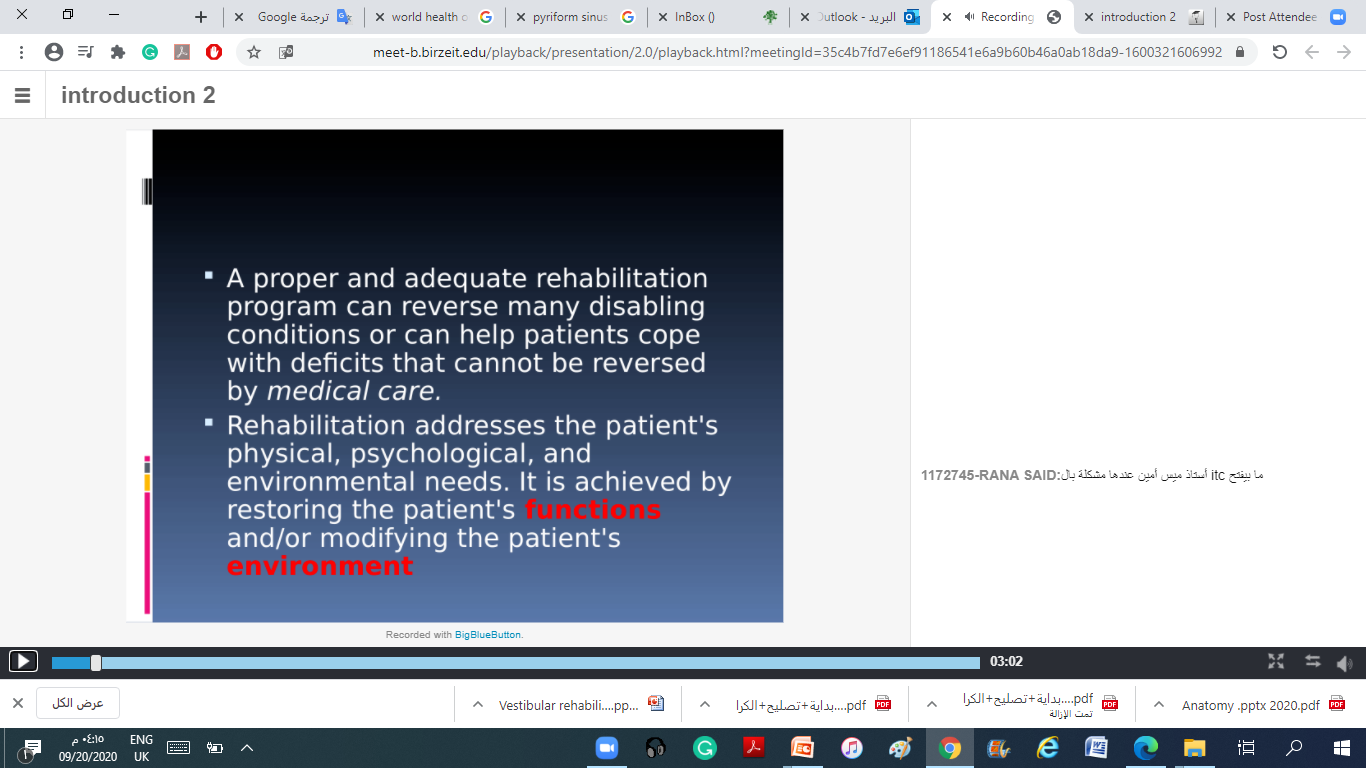 ترجمة Google
world health o
pyriform sinus
InBox ()
البريد - Outlook
Recording
introduction 2
Post Attendee
meet-b.birzeit.edu/playback/presentation/2.0/playback.html?meetingId=35c4b7fd7e6ef91186541e6a9b60b46a0ab18da9-1600321606992
introduction 2
A proper and adequate rehabilitation
program can reverse many disabling
conditions or can help patients cope
with deficits that cannot be reversed
by medical care.
Rehabilitation addresses the patient's
physical, psychological, and
environmental needs. It is achieved by
restoring the patient's functions
and/or modifying the patient's
environment
1172745-RANA SAID:أستاذ ميس أمين عندها مشكلة بال itc ما بيفتح
Recorded with BigBlueButton.
03:02
عرض الكل
Vestibular rehabili....pp...
بداية+تصليح+الكرا....pdf
بداية+تصليح+الكرا....pdf
تمت الإزالة
Anatomy .pptx 2020.pdf
٠٤:١٥ م
09/20/2020
ENG
UK